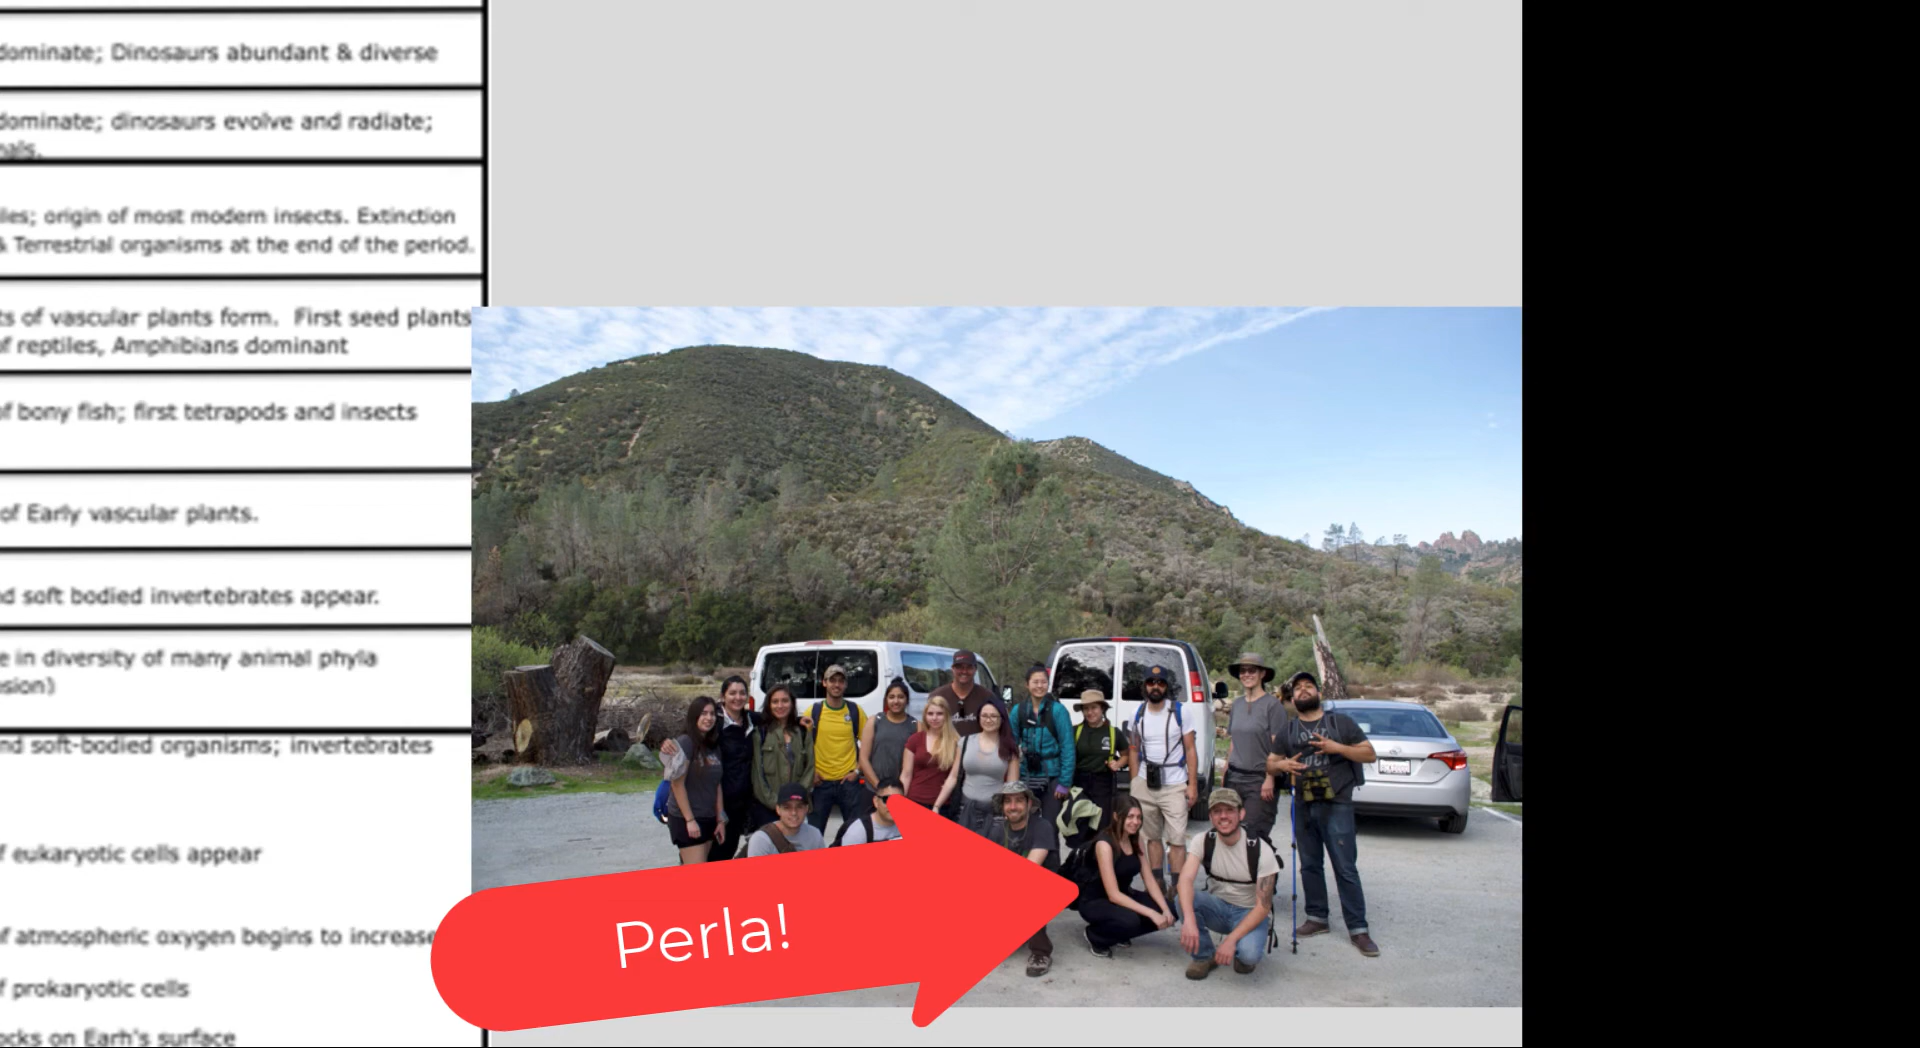 dominate; Dinosaurs abundant & diverse
dominate; dinosaurs evolve and radiate;
origin of most modern insects. Extinction
& Terrestrial organisms at the end of the period.
of vascular plants form. First seed plants
of reptiles, Amphibians dominant
of bony fish; first tetrapods and insects
of Early vascular plants.
soft bodied invertebrates appear.
in diversity of many animal phyla
soft-bodied organisms; invertebrates
eukaryotic cells appear
Perla!
atmospheric oxygen begins to increase
prokaryotic cells
on Earh's surface